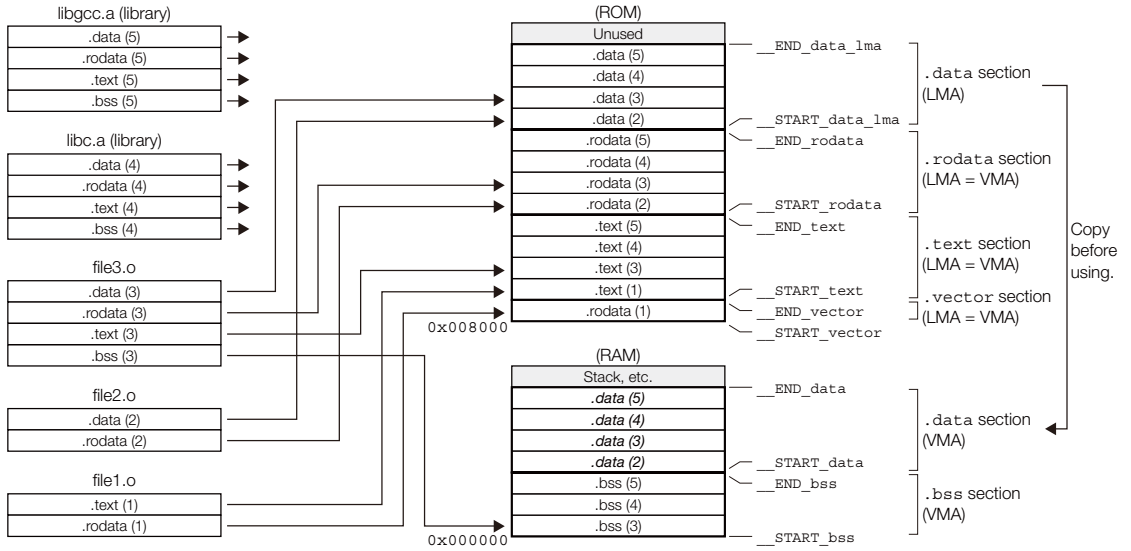 libgcc.a (library)
.data (5)
.rodata (5)
.text (5)
.bss (5)
libc.a (library)
.data (4)
.rodata (4)
.text (4)
.bss (4)
file3.o
.data (3)
.rodata (3)
.text (3)
.bss (3)
file2.o
.data (2)
.rodata (2)
file1.o
.text (1)
.rodata (1)
(ROM)
Unused
.data (5)
.data (4)
.data (3)
.data (2)
.rodata (5)
.rodata (4)
.rodata (3)
.rodata (2)
.text (5)
.text (4)
.text (3)
.text (1)
.rodata (1)
0x008000
__END_data_lma
__START_data_lma
__END_rodata
__START_rodata
__END_text
__START_text
__END_vector
__START_vector
.data section
(LMA)
.rodata section
(LMA = VMA)
.text section
(LMA = VMA)
.vector section
(LMA = VMA)
Copy
before
using.
(RAM)
Stack, etc.
.data (5)
.data (4)
.data (3)
.data (2)
.bss (5)
.bss (4)
.bss (3)
0x000000
__END_data
__START_data
__END_bss
__START_bss
.data section
(VMA)
.bss section
(VMA)